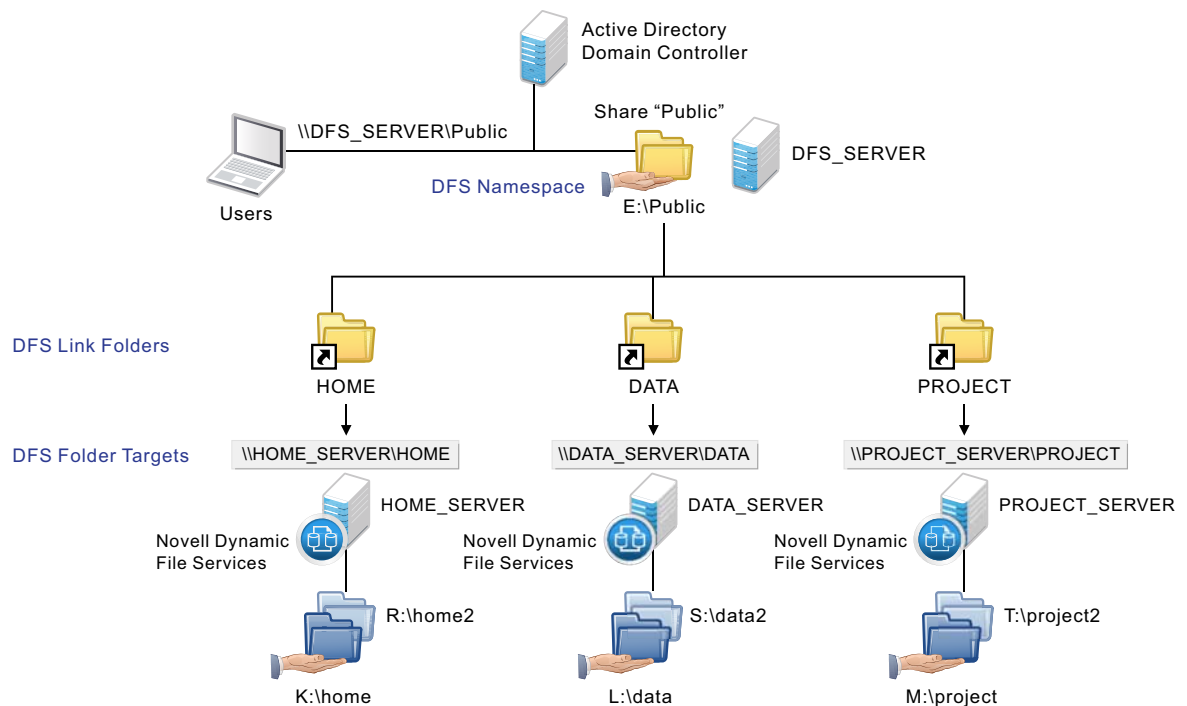 Active Directory
Domain Controller
Share “Public”
\\DFS_SERVER\Public
DFS_SERVER
DFS Namespace
Users
E:\Public
DFS Link Folders
HOME
DATA
PROJECT
DFS Folder Targets
\\HOME_SERVER\HOME
\\DATA_SERVER\DATA
\\PROJECT_SERVER\PROJECT
HOME_SERVER
DATA_SERVER
PROJECT_SERVER
Novell Dynamic
File Services
Novell Dynamic
File Services
Novell Dynamic
File Services
R:\home2
S:\data2
T:\project2
K:\home
L:\data
M:\project